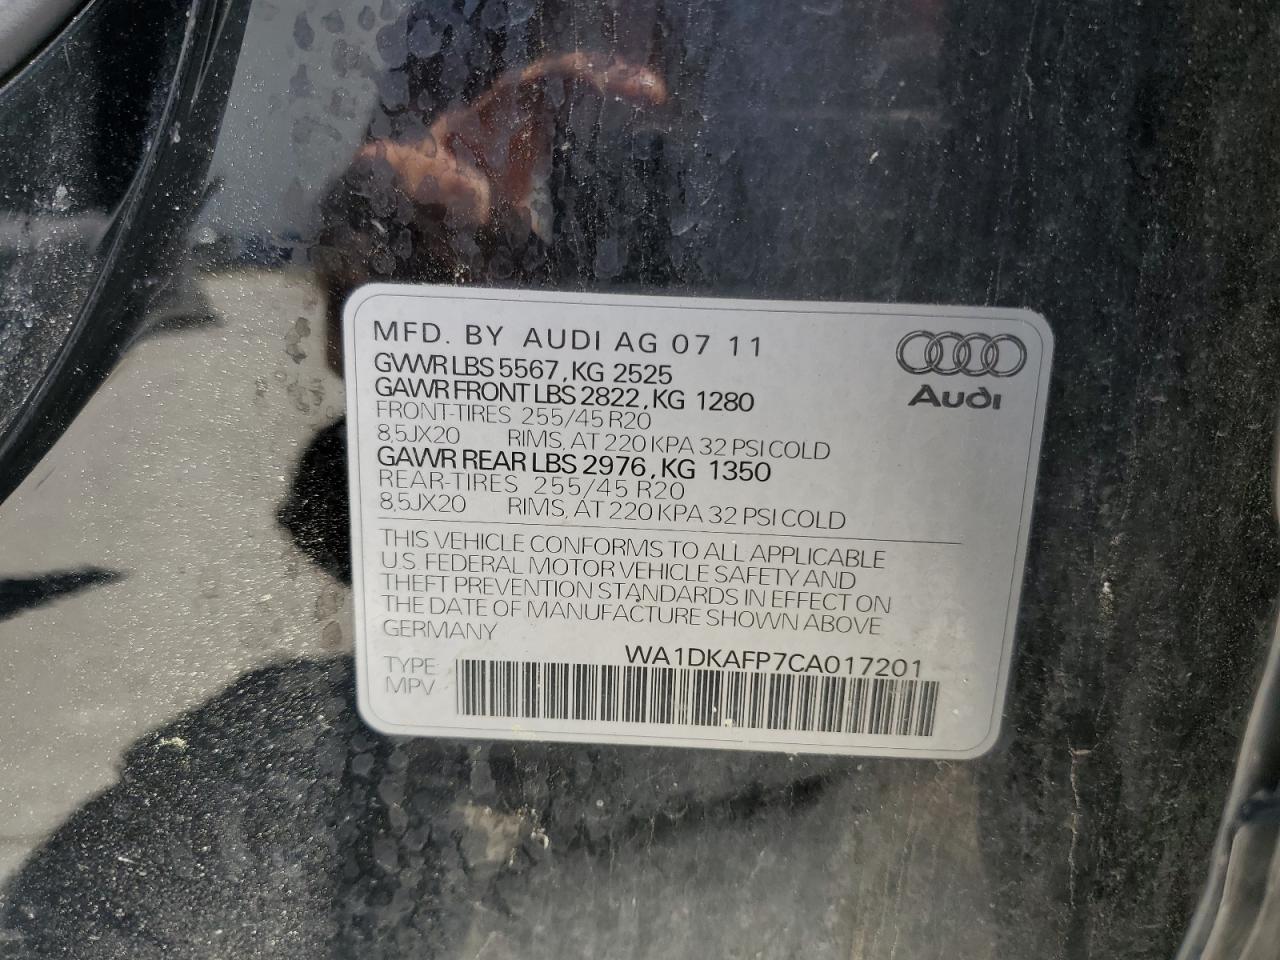 MFD. BY AUDI AG 07 11
GVWR LBS 5567, KG 2525
GAWR FRONT LBS 2822, KG 1280
FRONT-TIRES 255/45 R20
8,5JX20 RIMS, AT 220 KPA 32 PSI COLD
GAWR REAR LBS 2976, KG 1350
REAR-TIRES 255/45 R20
8,5JX20 RIMS, AT 220 KPA 32 PSI COLD
Audi
THIS VEHICLE CONFORMS TO ALL APPLICABLE
U.S. FEDERAL MOTOR VEHICLE SAFETY AND
THEFT PREVENTION STANDARDS IN EFFECT ON
THE DATE OF MANUFACTURE SHOWN ABOVE
GERMANY
WA1DKAFP7CA017201
TYPE
MPV